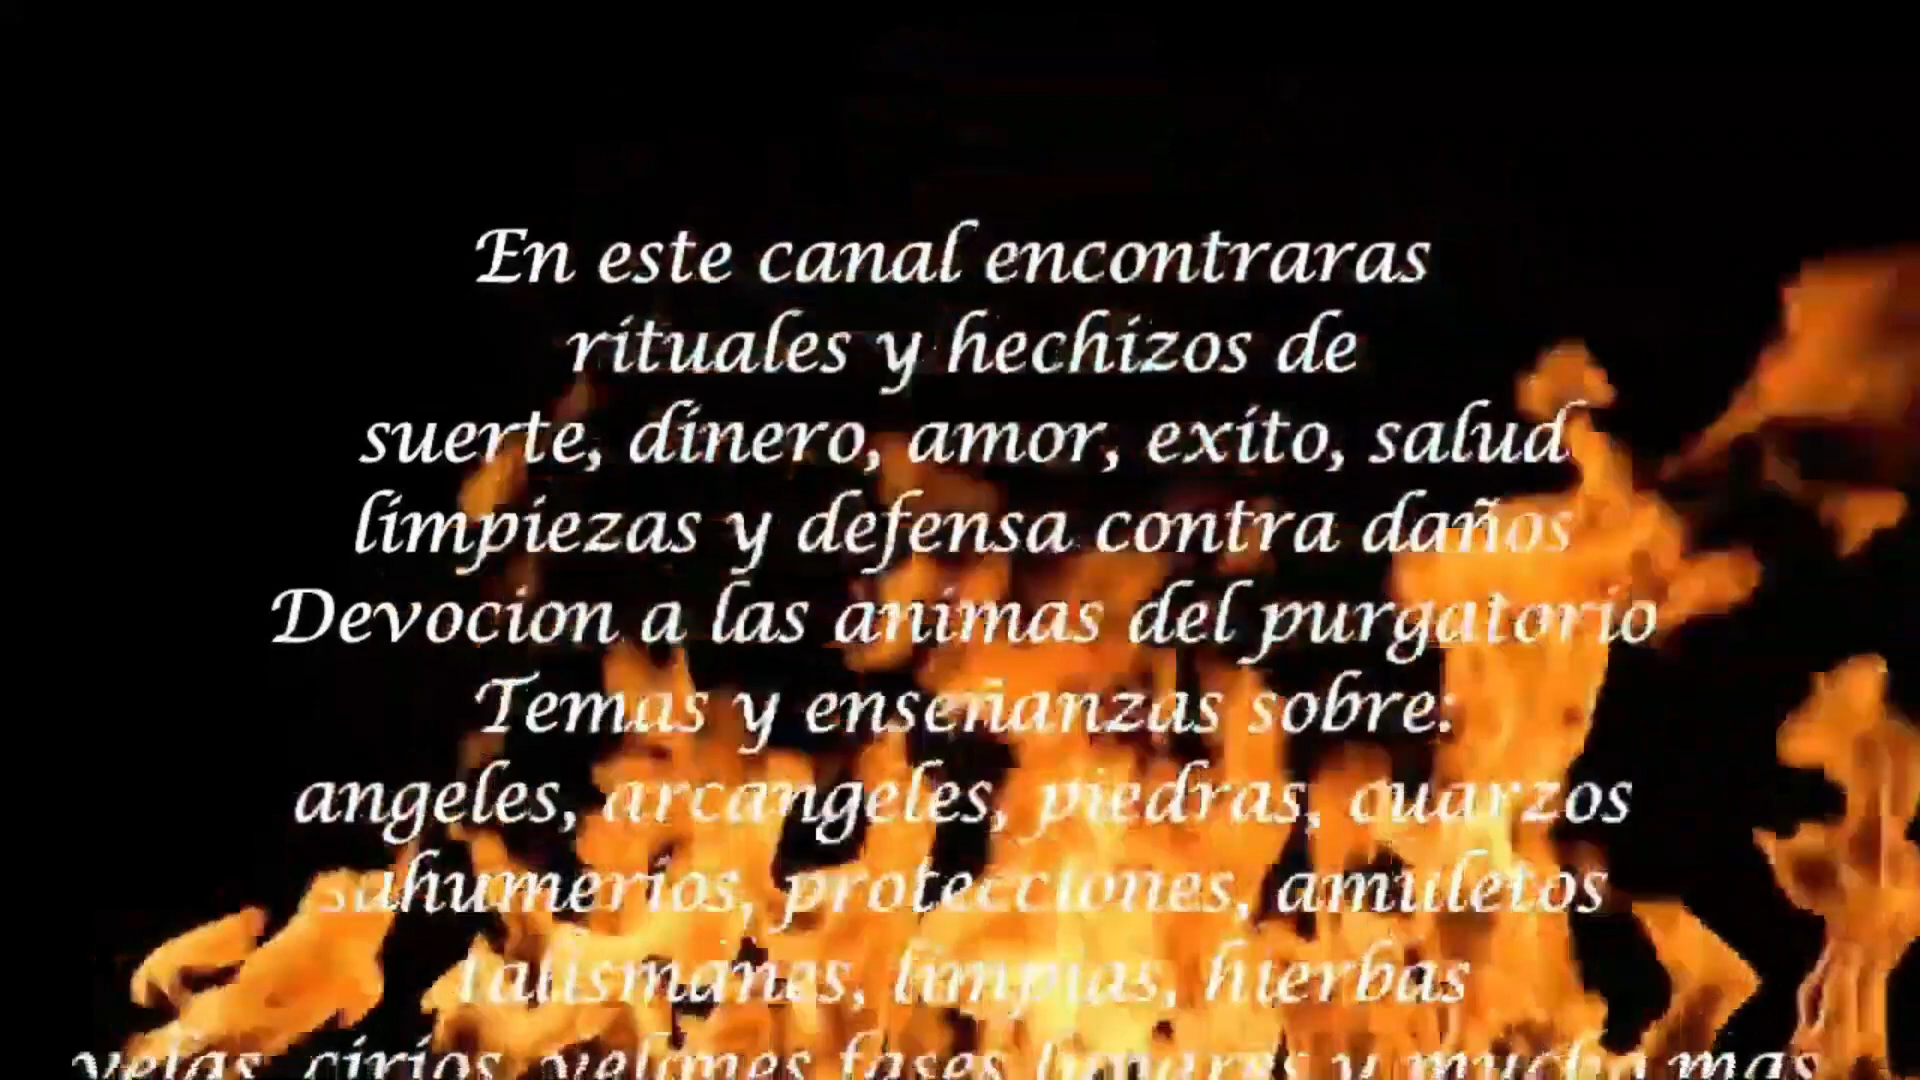 En este canal encontraras
rituales y hechizos de
suerte, dinero, amor, exito, salud
limpiezas y defensa contra daños
Devocion a las animas del purgatorio
Temas y enseñanzas sobre:
angeles, arcangeles, piedras, cuarzos
sahumerios, protecciones, amuletos
talismanes, limpias, hierbas
velas, cirios, velones fases lunares y mucho mas